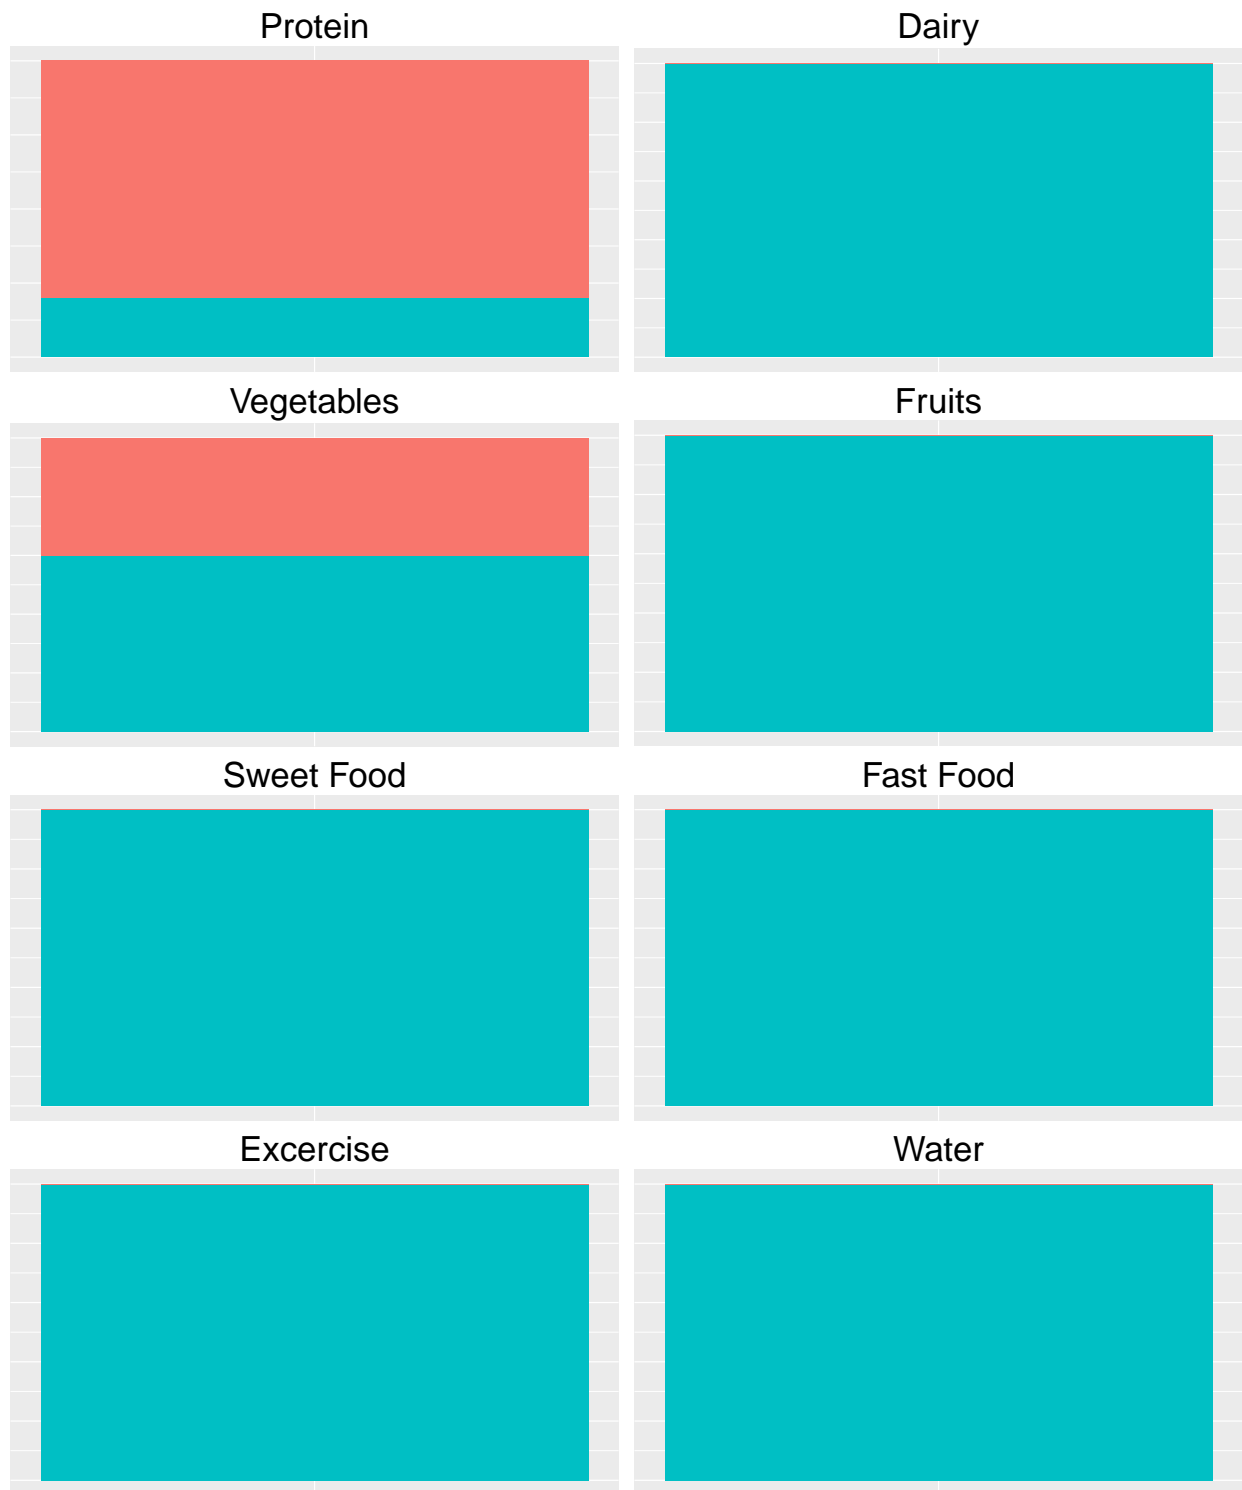 Protein
Dairy
Vegetables
Fruits
Sweet Food
Fast Food
Excercise
Water